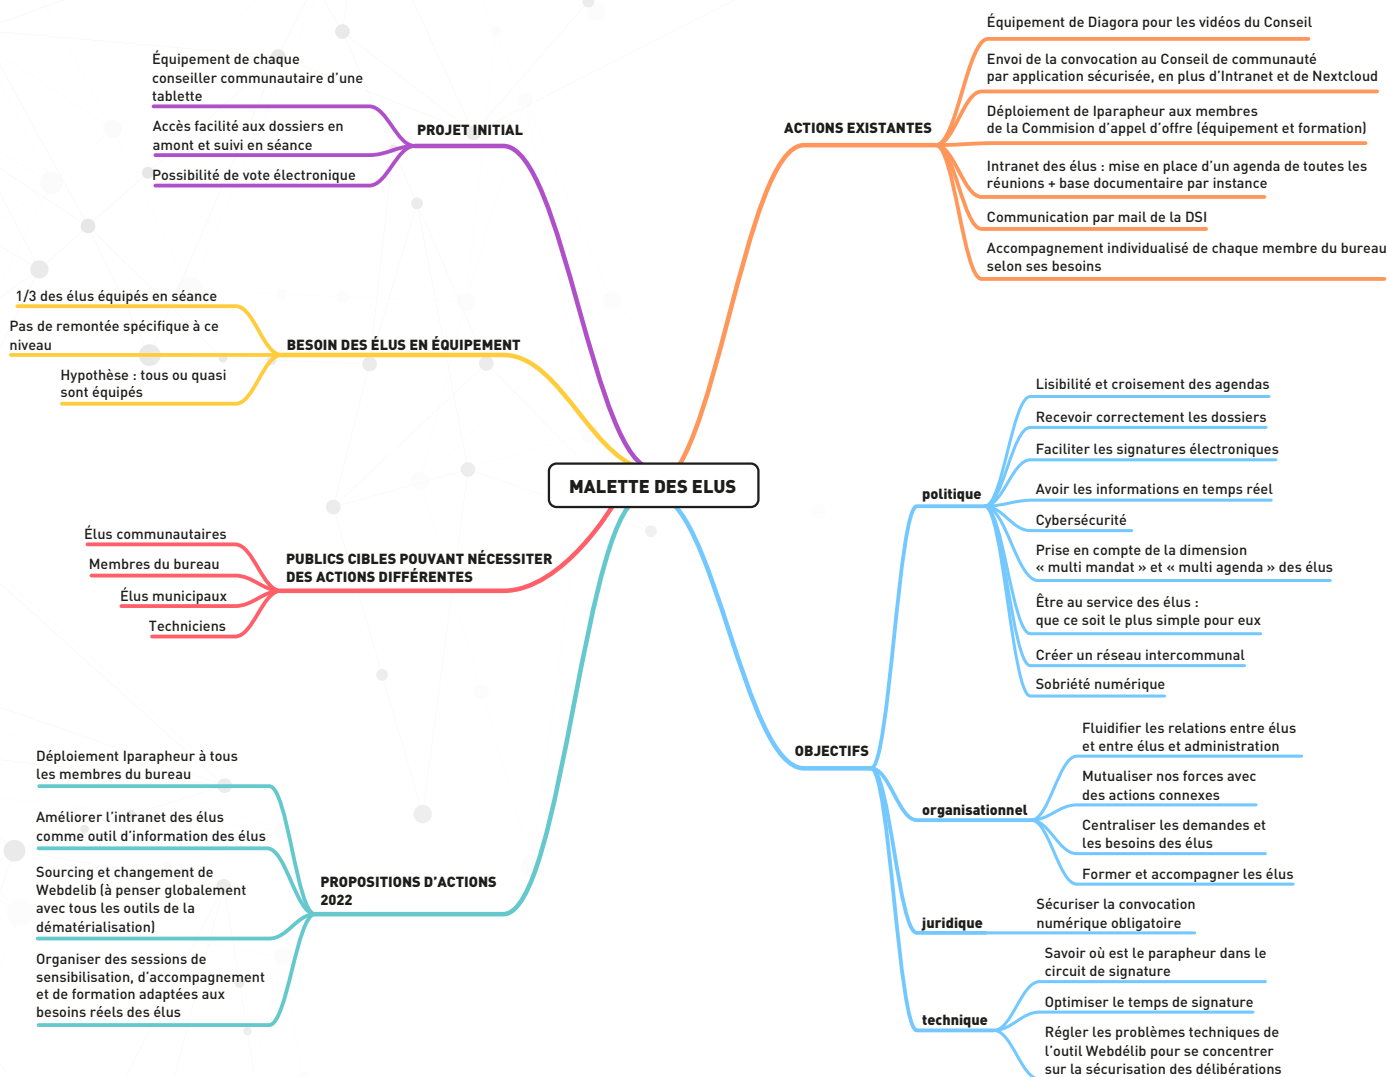 MALETTE DES ELUS
PROJET INITIAL
Équipement de chaque
conseiller communautaire d'une
tablette
Accès facilité aux dossiers en
amont et suivi en séance
Possibilité de vote électronique
BESOIN DES ÉLUS EN ÉQUIPEMENT
1/3 des élus équipés en séance
Pas de remontée spécifique à ce
niveau
Hypothèse : tous ou quasi
sont équipés
PUBLICS CIBLES POUVANT NÉCESSITER
DES ACTIONS DIFFÉRENTES
Élus communautaires
Membres du bureau
Élus municipaux
Techniciens
PROPOSITIONS D'ACTIONS
2022
Déploiement Iparapheur à tous
les membres du bureau
Améliorer l'intranet des élus
comme outil d'information des élus
Sourcing et changement de
Webdelib (à penser globalement
avec tous les outils de la
dématérialisation)
Organiser des sessions de
sensibilisation, d'accompagnement
et de formation adaptées aux
besoins réels des élus
ACTIONS EXISTANTES
Équipement de Diagora pour les vidéos du Conseil
Envoi de la convocation au Conseil de communauté
par application sécurisée, en plus d'Intranet et de Nextcloud
Déploiement de Iparapheur aux membres
de la Commision d'appel d'offre (équipement et formation)
Intranet des élus : mise en place d'un agenda de toutes les
réunions + base documentaire par instance
Communication par mail de la DSI
Accompagnement individualisé de chaque membre du bureau
selon ses besoins
OBJECTIFS
politique
Lisibilité et croisement des agendas
Recevoir correctement les dossiers
Faciliter les signatures électroniques
Avoir les informations en temps réel
Cybersécurité
Prise en compte de la dimension
« multi mandat » et « multi agenda » des élus
Être au service des élus :
que ce soit le plus simple pour eux
Créer un réseau intercommunal
Sobriété numérique
organisationnel
Fluidifier les relations entre élus
et entre élus et administration
Mutualiser nos forces avec
des actions connexes
Centraliser les demandes et
les besoins des élus
Former et accompagner les élus
juridique
Sécuriser la convocation
numérique obligatoire
technique
Savoir où est le parapheur dans le
circuit de signature
Optimiser le temps de signature
Régler les problèmes techniques de
l'outil Webdélib pour se concentrer
sur la sécurisation des délibérations